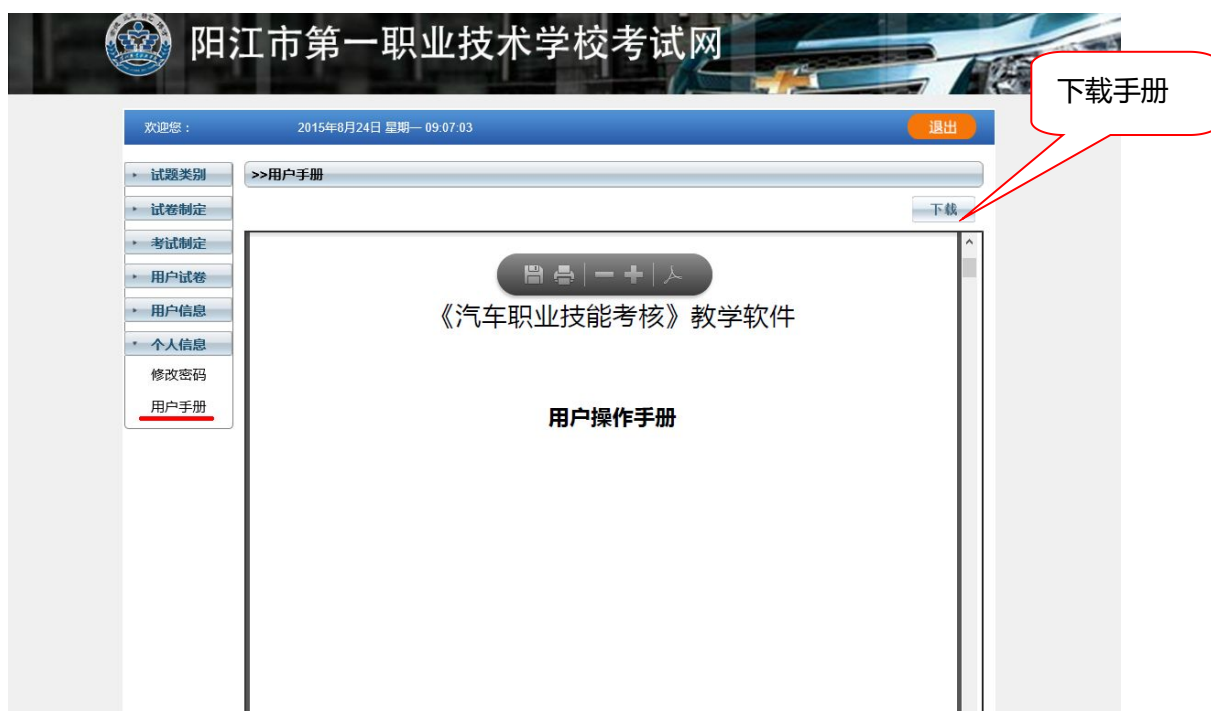 阳江市第一职业技术学校考试网
下载手册
欢迎您： 2015年8月24日 星期一 09:07:03 退出
试题类别
>>用户手册
试卷制定
下载
考试制定
用户试卷
用户信息
个人信息
修改密码
用户手册
《汽车职业技能考核》教学软件
用户操作手册